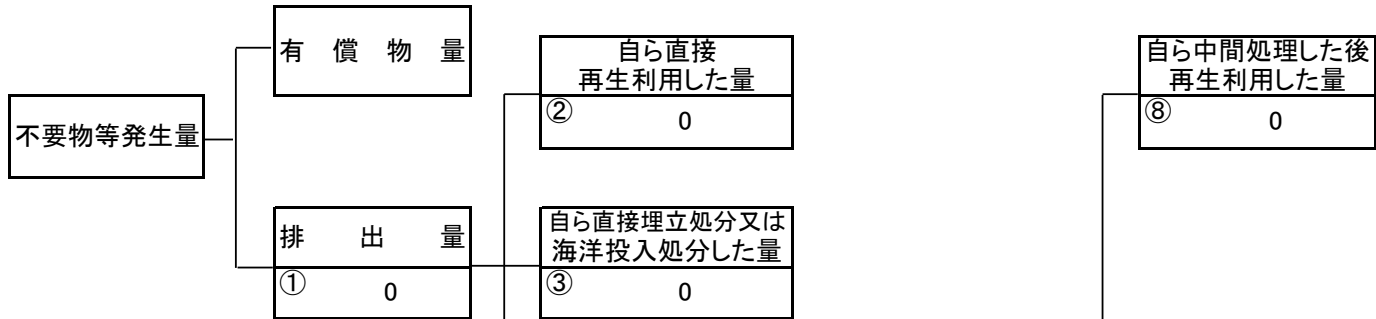 有償物量
自ら直接
再生利用した量
② 0
自ら中間処理した後
再生利用した量
⑧ 0
不要物等発生量
排出量
① 0
自ら直接埋立処分又は
海洋投入処分した量
③ 0